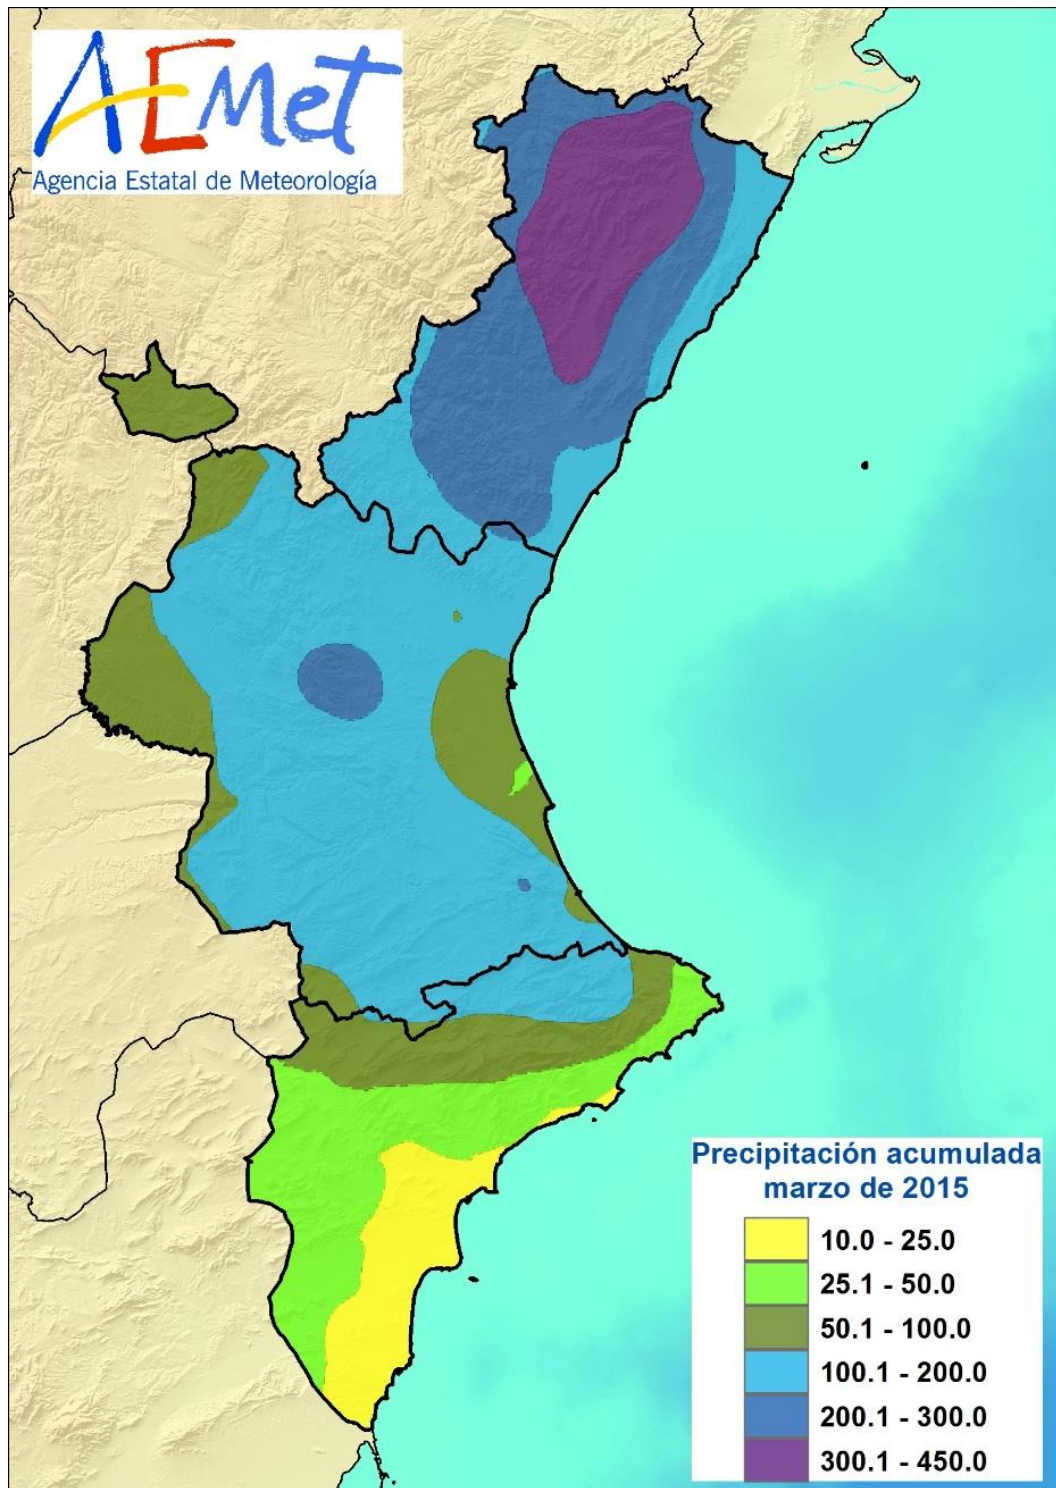 AEMet
Agencia Estatal de Meteorología
Precipitación acumulada
marzo de 2015
10.0 - 25.0
25.1 - 50.0
50.1 - 100.0
100.1 - 200.0
200.1 - 300.0
300.1 - 450.0